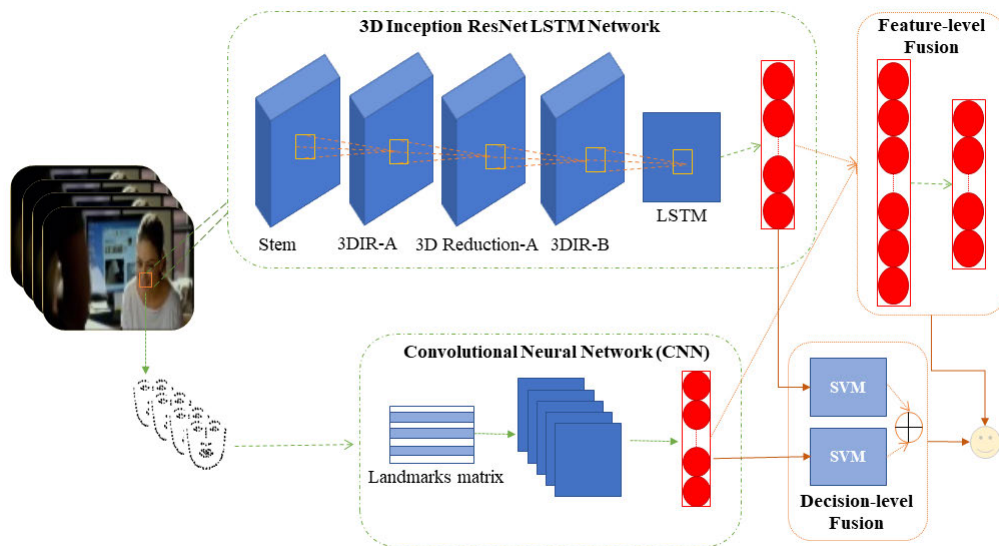 3D Inception ResNet LSTM Network
Feature-level
Fusion
Stem
3DIR-A
3D Reduction-A
3DIR-B
LSTM
Convolutional Neural Network (CNN)
Landmarks matrix
SVM
SVM
Decision-level
Fusion